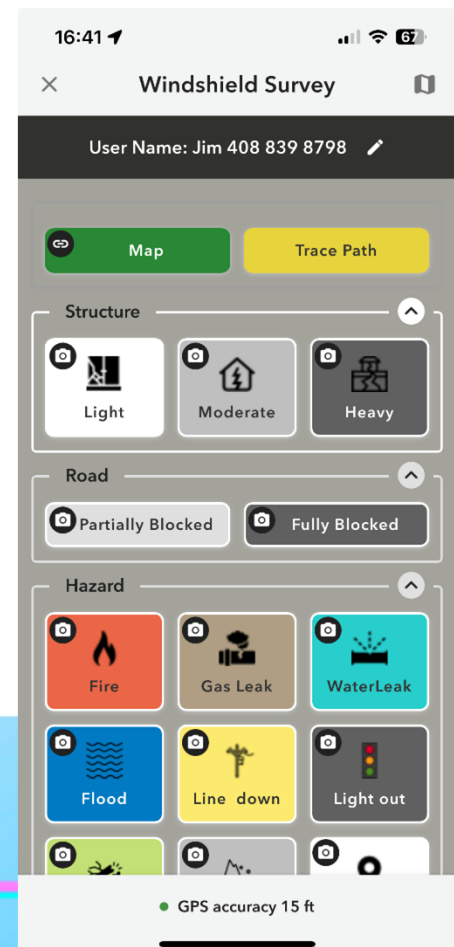 16:41
67
Windshield Survey
User Name: Jim 408 839 8798
Map
Trace Path
Structure
Light
Moderate
Heavy
Road
Partially Blocked
Fully Blocked
Hazard
Fire
Gas Leak
WaterLeak
Flood
Line down
Light out
GPS accuracy 15 ft